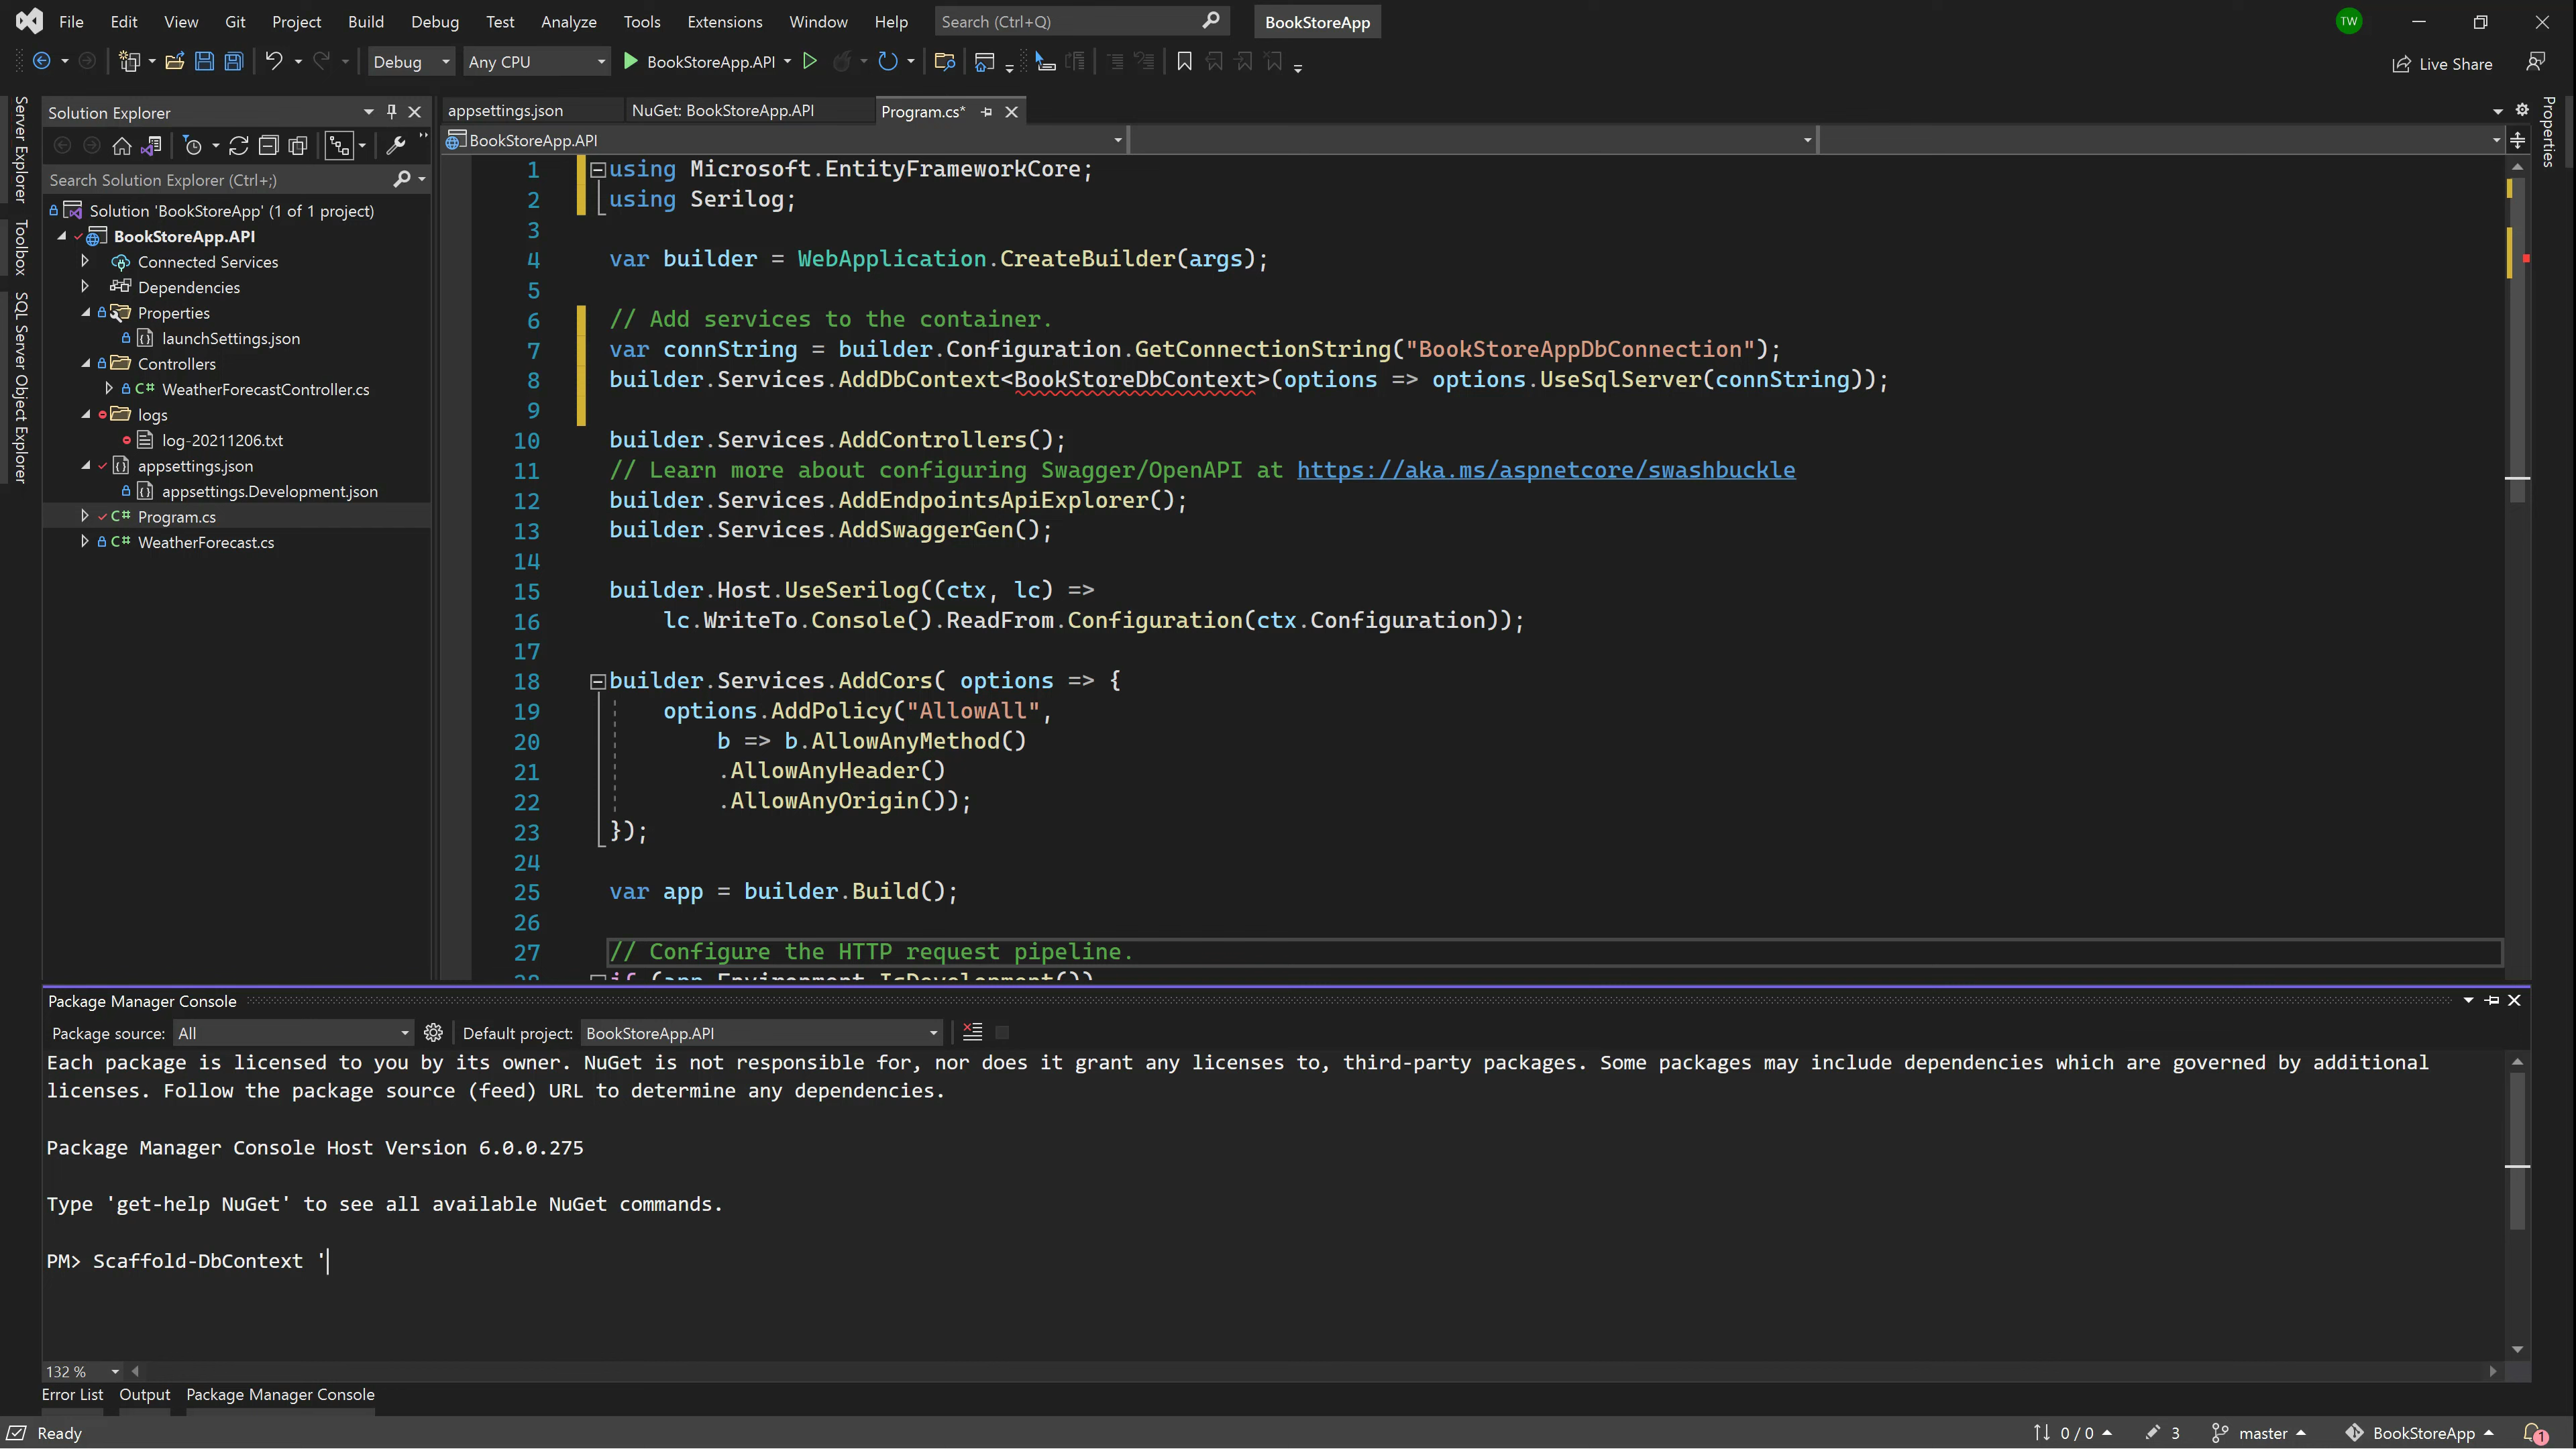 File Edit View Git Project Build Debug Test Analyze Tools Extensions Window Help Search (Ctrl+Q) BookStoreApp TW
Debug Any CPU BookStoreApp.API Live Share
Server Explorer
Toolbox
SQL Server Object Explorer
Solution Explorer
Search Solution Explorer (Ctrl+;)
Solution 'BookStoreApp' (1 of 1 project)
BookStoreApp.API
Connected Services
Dependencies
Properties
launchSettings.json
Controllers
C# WeatherForecastController.cs
logs
log-20211206.txt
appsettings.json
appsettings.Development.json
C# Program.cs
C# WeatherForecast.cs
appsettings.json NuGet: BookStoreApp.API Program.cs*
BookStoreApp.API
Properties
1 using Microsoft.EntityFrameworkCore;
2 using Serilog;
3
4 var builder = WebApplication.CreateBuilder(args);
5
6 // Add services to the container.
7 var connString = builder.Configuration.GetConnectionString("BookStoreAppDbConnection");
8 builder.Services.AddDbContext<BookStoreDbContext>(options => options.UseSqlServer(connString));
9
10 builder.Services.AddControllers();
11 // Learn more about configuring Swagger/OpenAPI at https://aka.ms/aspnetcore/swashbuckle
12 builder.Services.AddEndpointsApiExplorer();
13 builder.Services.AddSwaggerGen();
14
15 builder.Host.UseSerilog((ctx, lc) =>
16 lc.WriteTo.Console().ReadFrom.Configuration(ctx.Configuration));
17
18 builder.Services.AddCors( options => {
19 options.AddPolicy("AllowAll",
20 b => b.AllowAnyMethod()
21 .AllowAnyHeader()
22 .AllowAnyOrigin());
23 });
24
25 var app = builder.Build();
26
27 // Configure the HTTP request pipeline.
28 if (app.Environment.IsDevelopment())
Package Manager Console
Package source: All Default project: BookStoreApp.API
Each package is licensed to you by its owner. NuGet is not responsible for, nor does it grant any licenses to, third-party packages. Some packages may include dependencies which are governed by additional
licenses. Follow the package source (feed) URL to determine any dependencies.
Package Manager Console Host Version 6.0.0.275
Type 'get-help NuGet' to see all available NuGet commands.
PM> Scaffold-DbContext '
132 %
Error List Output Package Manager Console
Ready 0 / 0 3 master BookStoreApp 1